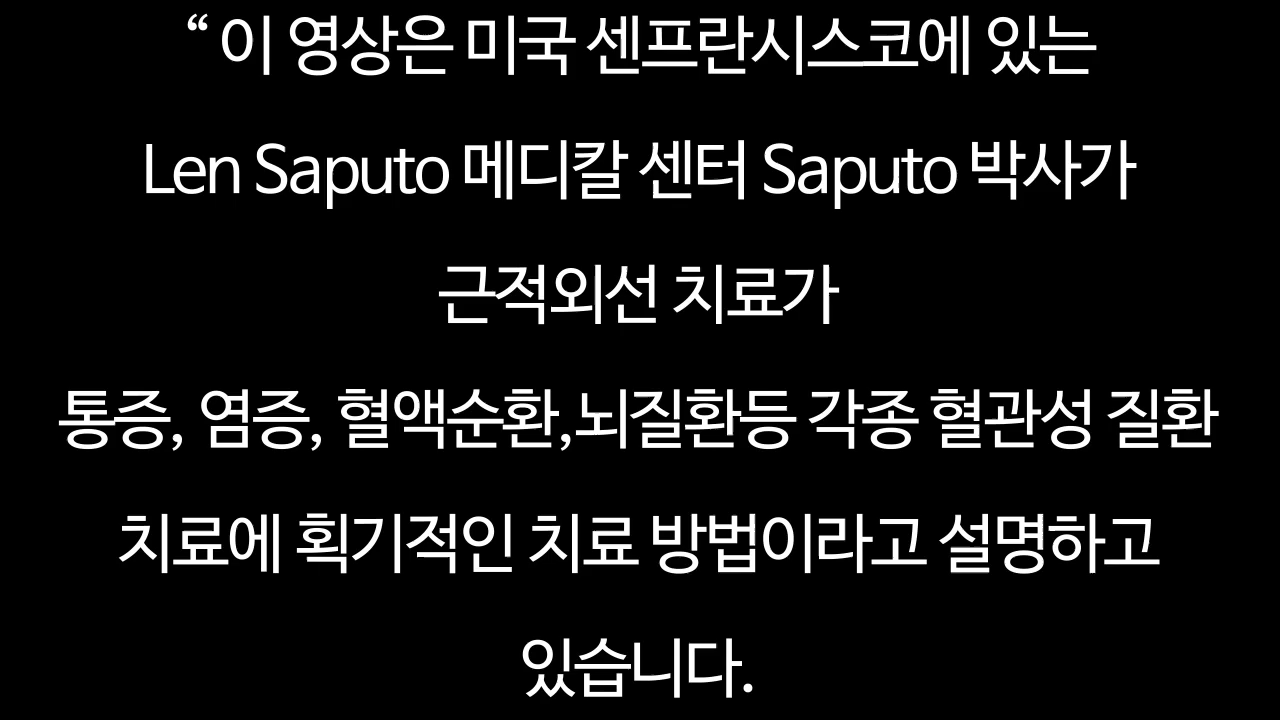 “ 이 영상은 미국 센프란시스코에 있는
Len Saputo 메디칼 센터 Saputo 박사가
근적외선 치료가
통증, 염증, 혈액순환,뇌질환등 각종 혈관성 질환
치료에 획기적인 치료 방법이라고 설명하고
있습니다.